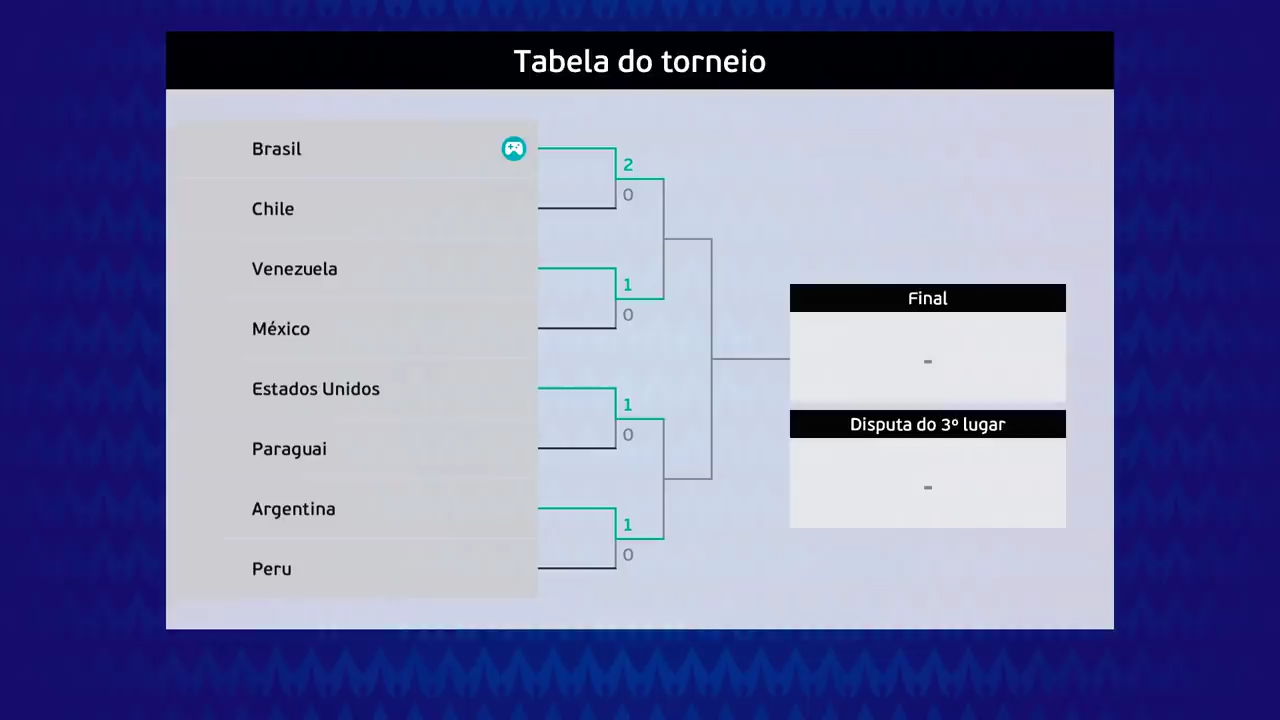 Tabela do torneio
Brasil
2
0
Chile
Venezuela
1
0
México
Estados Unidos
1
0
Paraguai
Argentina
1
0
Peru
Final
-
Disputa do 3º lugar
-